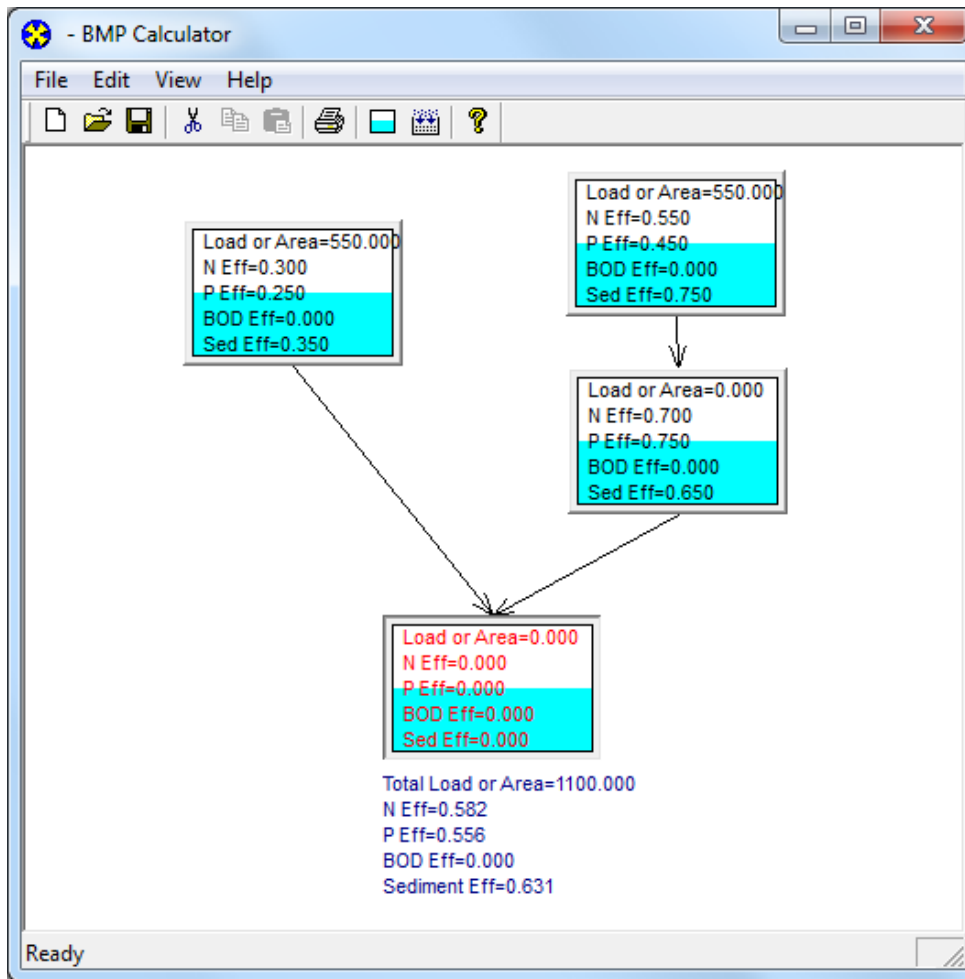 - BMP Calculator
File Edit View Help
Load or Area=550.000
N Eff=0.300
P Eff=0.250
BOD Eff=0.000
Sed Eff=0.350
Load or Area=550.000
N Eff=0.550
P Eff=0.450
BOD Eff=0.000
Sed Eff=0.750
Load or Area=0.000
N Eff=0.700
P Eff=0.750
BOD Eff=0.000
Sed Eff=0.650
Load or Area=0.000
N Eff=0.000
P Eff=0.000
BOD Eff=0.000
Sed Eff=0.000
Total Load or Area=1100.000
N Eff=0.582
P Eff=0.556
BOD Eff=0.000
Sediment Eff=0.631
Ready